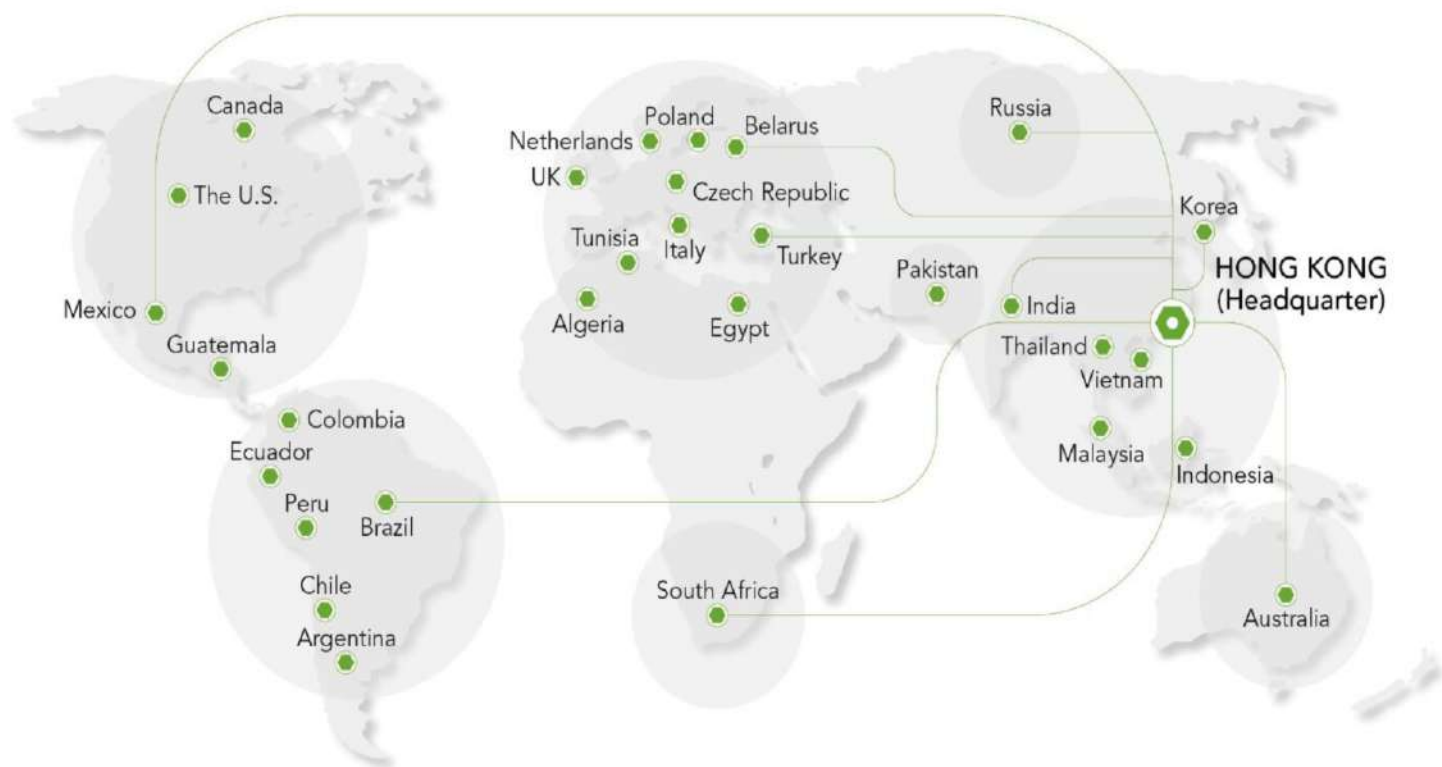 Canada
The U.S.
Mexico
Guatemala
Colombia
Ecuador
Peru
Brazil
Chile
Argentina
Poland
Netherlands
Belarus
UK
Czech Republic
Tunisia
Italy
Turkey
Algeria
Egypt
South Africa
Russia
Korea
Pakistan
HONG KONG
(Headquarter)
India
Thailand
Vietnam
Malaysia
Indonesia
Australia